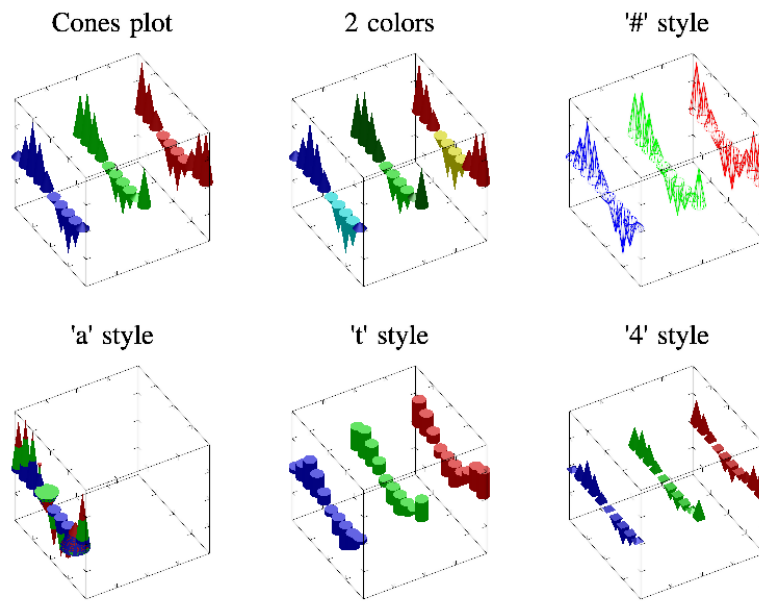 Cones plot
2 colors
'#' style
'a' style
't' style
'4' style